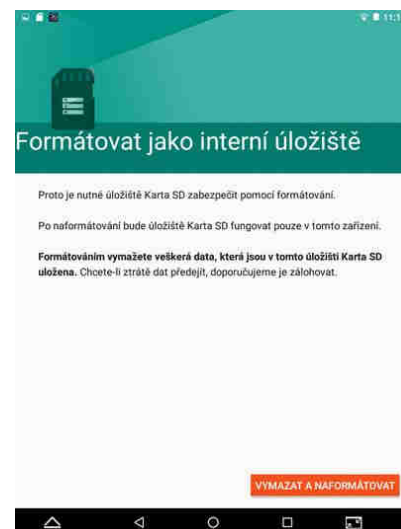 11:1
Formátovat jako interní úložiště
Proto je nutné úložiště Karta SD zabezpečit pomocí formátování.
Po naformátování bude úložiště Karta SD fungovat pouze v tomto zařízení.
Formátováním vymažete veškerá data, která jsou v tomto úložišti Karta SD
uložena. Chcete-li ztrátě dat předejít, doporučujeme je zálohovat.
VYMAZAT A NAFORMÁTOVAT